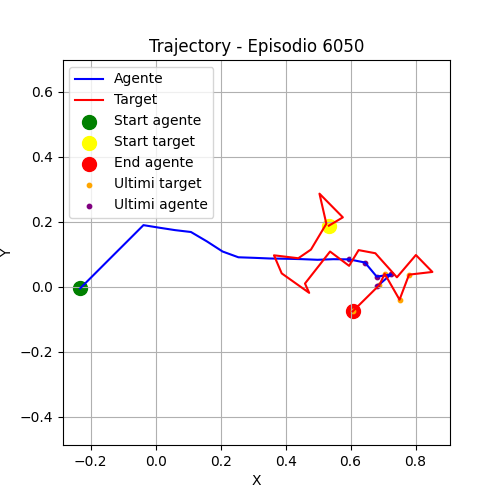 Trajectory - Episodio 6050
Agente
Target
Start agente
Start target
End agente
Ultimi target
Ultimi agente
0.6
0.4
0.2
0.0
−0.2
−0.4
Y
−0.2
0.0
0.2
0.4
0.6
0.8
X